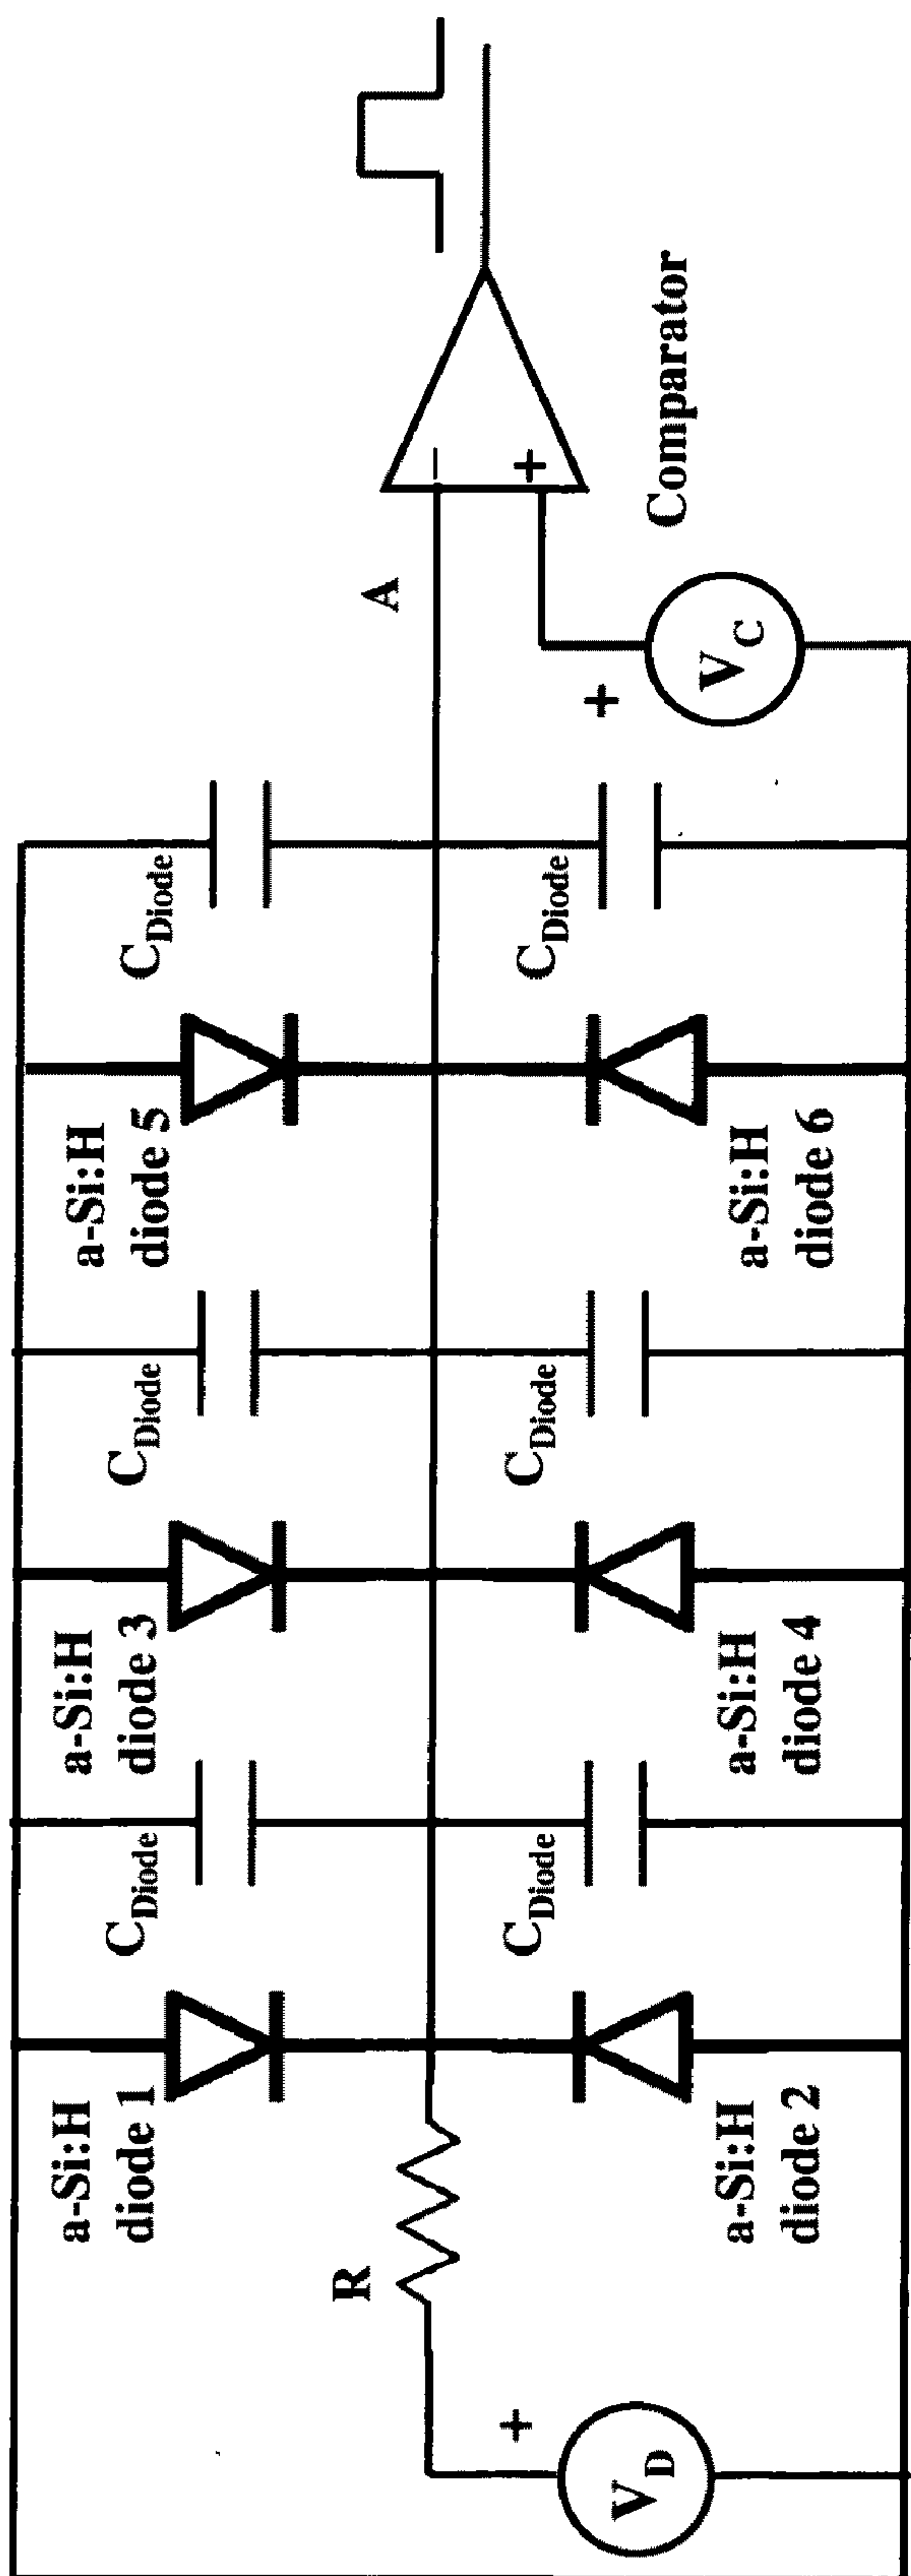 a-Si:H
diode 1
C_Diode
a-Si:H
diode 3
C_Diode
a-Si:H
diode 5
C_Diode
R
A
−
+
+
V_D
+
V_C
Comparator
C_Diode
C_Diode
C_Diode
a-Si:H
diode 2
a-Si:H
diode 4
a-Si:H
diode 6